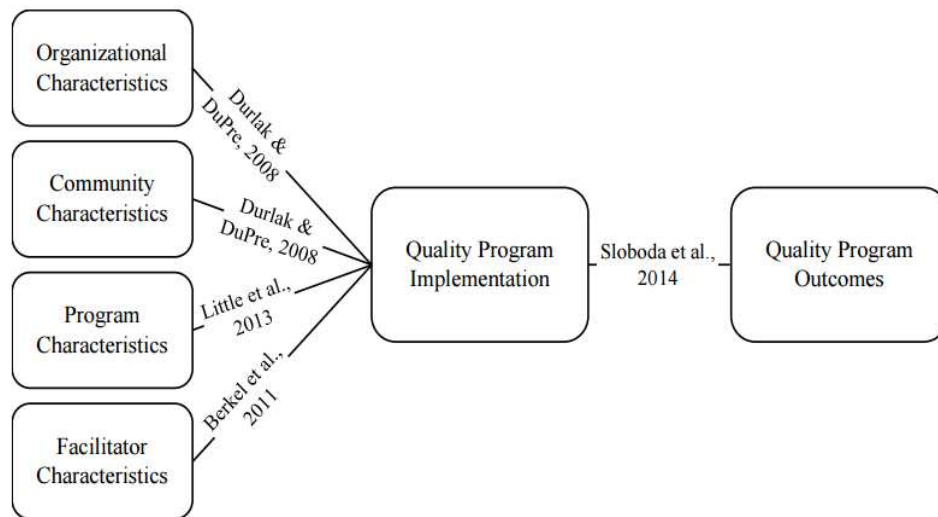 Organizational
Characteristics
Durlak &
DuPre, 2008
Community
Characteristics
Durlak &
DuPre, 2008
Program
Characteristics
Little et al.,
2013
Facilitator
Characteristics
Berkel et al.,
2011
Quality Program
Implementation
Sloboda et al.,
2014
Quality Program
Outcomes